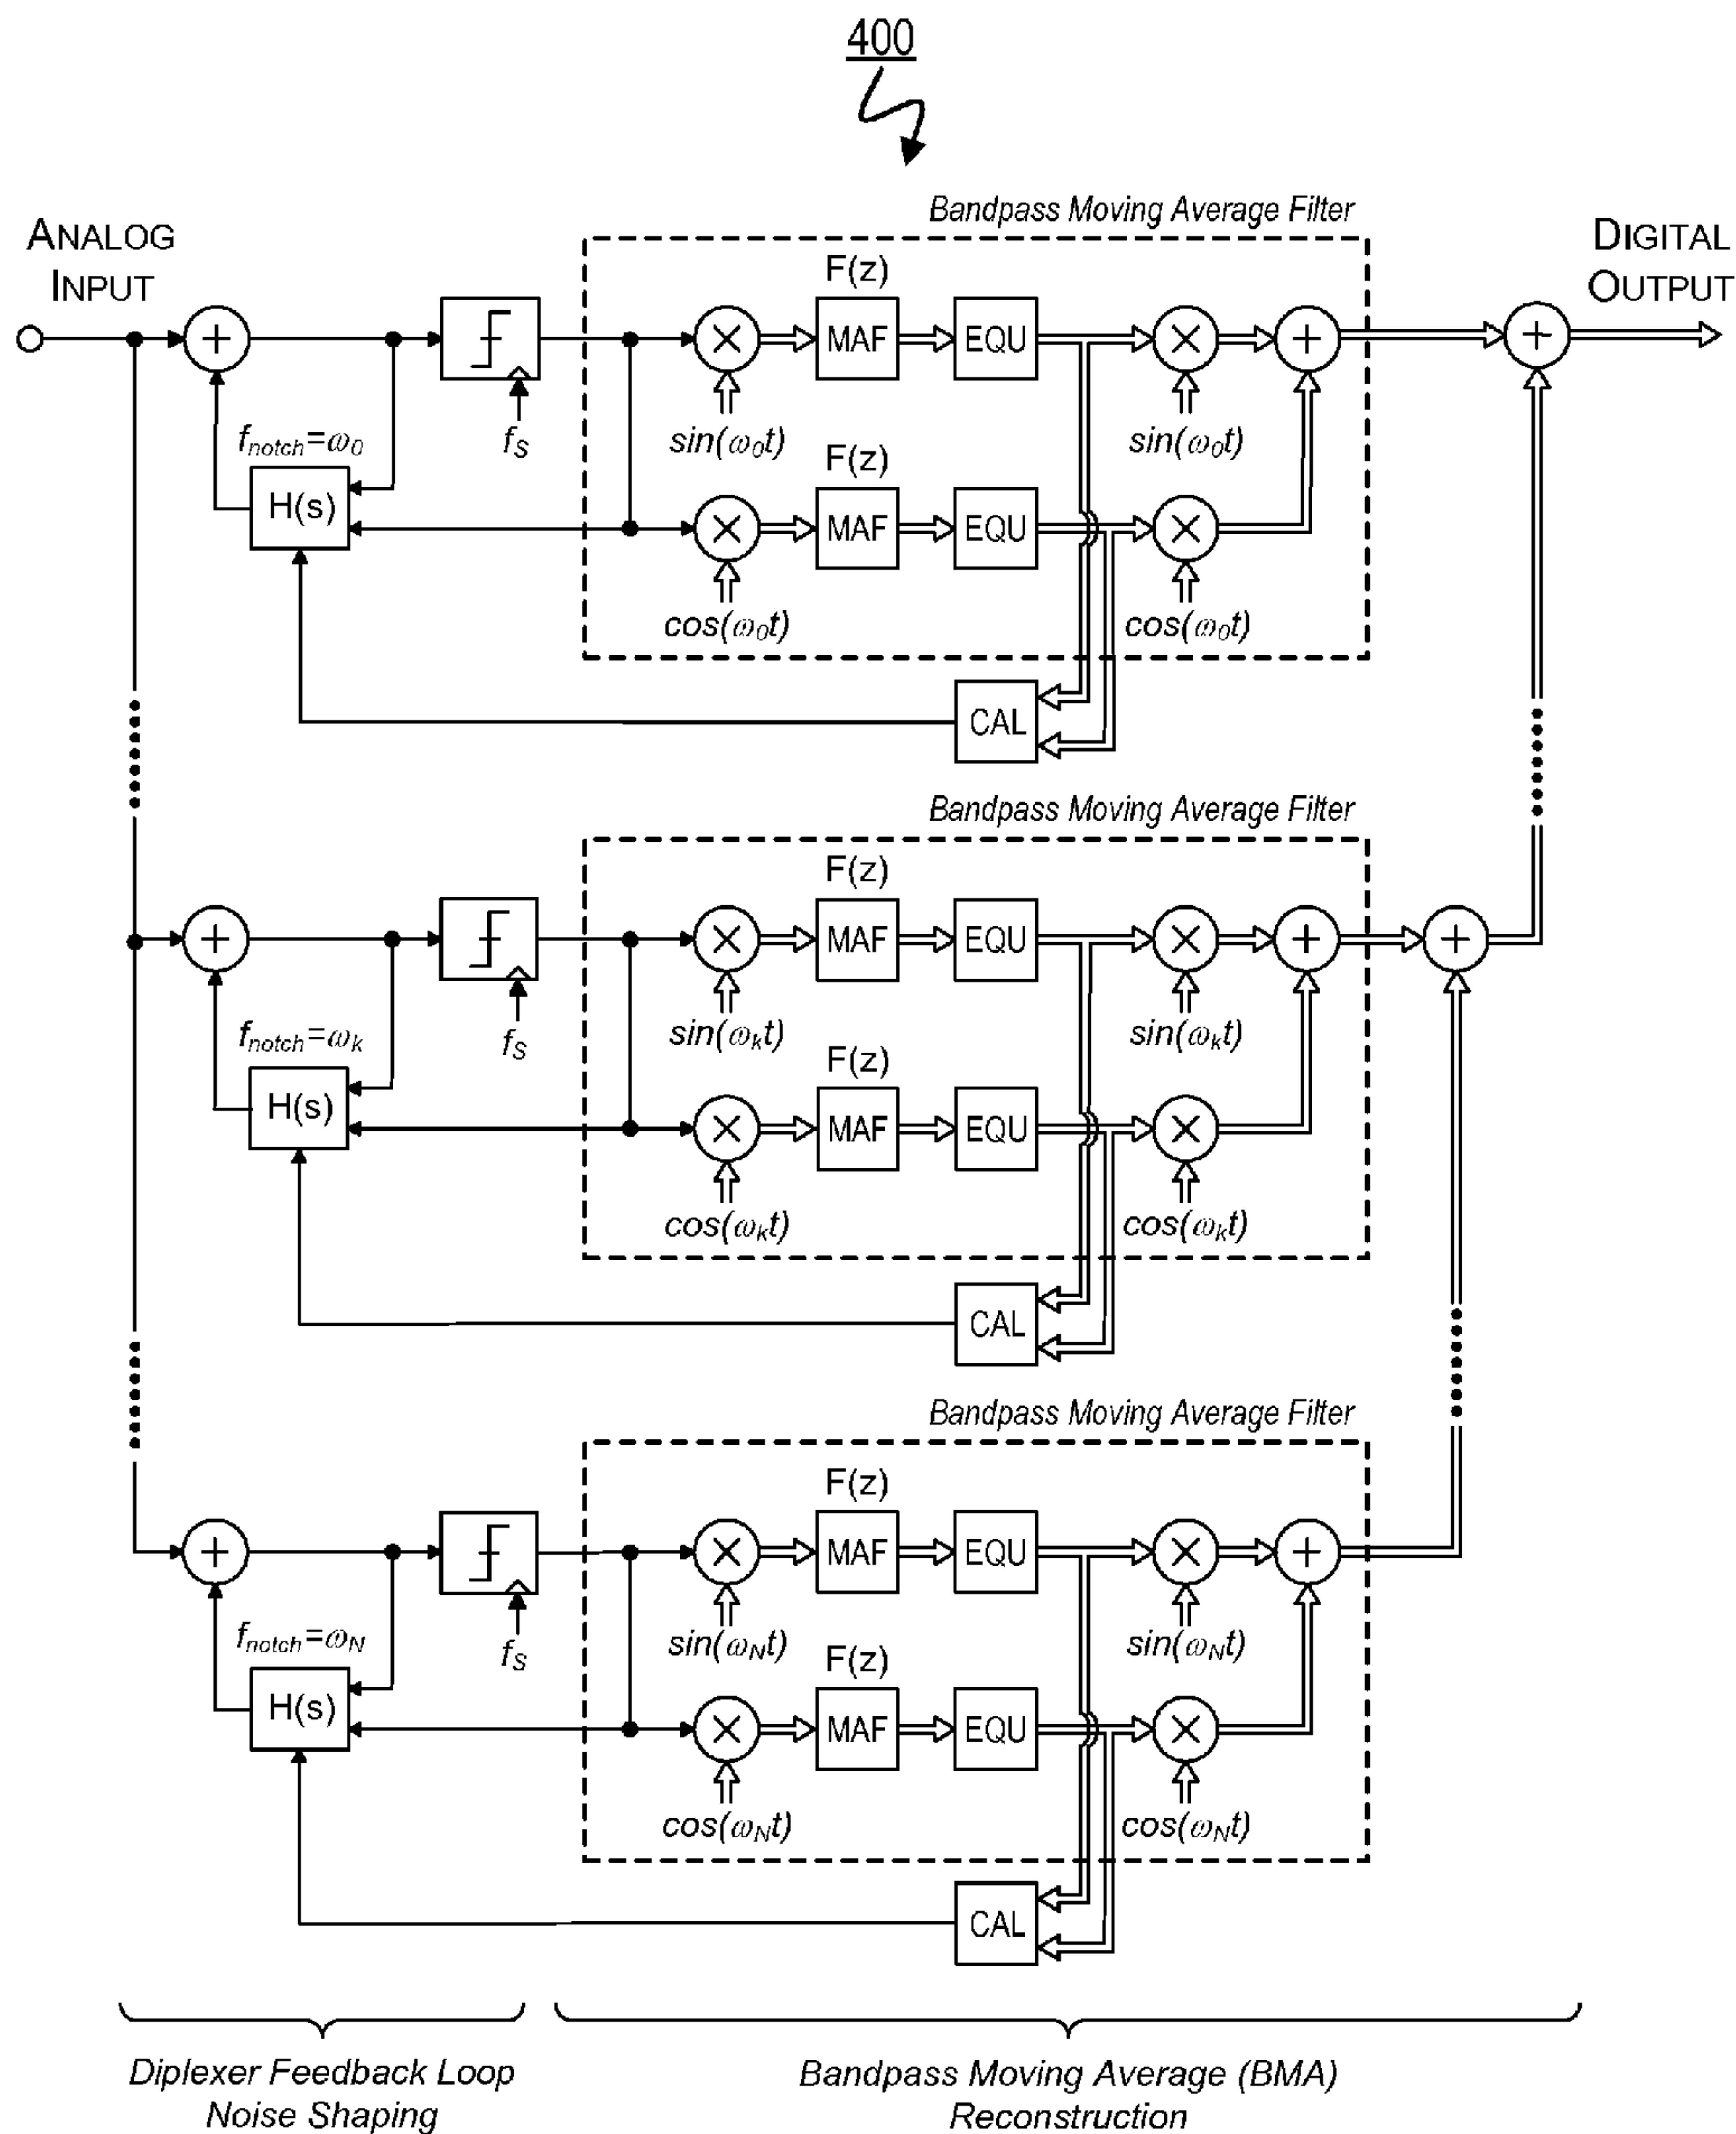 400
Bandpass Moving Average Filter
ANALOG
INPUT
DIGITAL
OUTPUT
F(z)
+ × MAF EQU × + +
fnotch=ω0
fS
sin(ω0t)
sin(ω0t)
F(z)
H(s)
× MAF EQU ×
cos(ω0t)
cos(ω0t)
CAL
Bandpass Moving Average Filter
F(z)
+ × MAF EQU × + +
fnotch=ωk
fS
sin(ωkt)
sin(ωkt)
F(z)
H(s)
× MAF EQU ×
cos(ωkt)
cos(ωkt)
CAL
Bandpass Moving Average Filter
F(z)
+ × MAF EQU × +
fnotch=ωN
fS
sin(ωNt)
sin(ωNt)
F(z)
H(s)
× MAF EQU ×
cos(ωNt)
cos(ωNt)
CAL
Diplexer Feedback Loop
Noise Shaping
Bandpass Moving Average (BMA)
Reconstruction